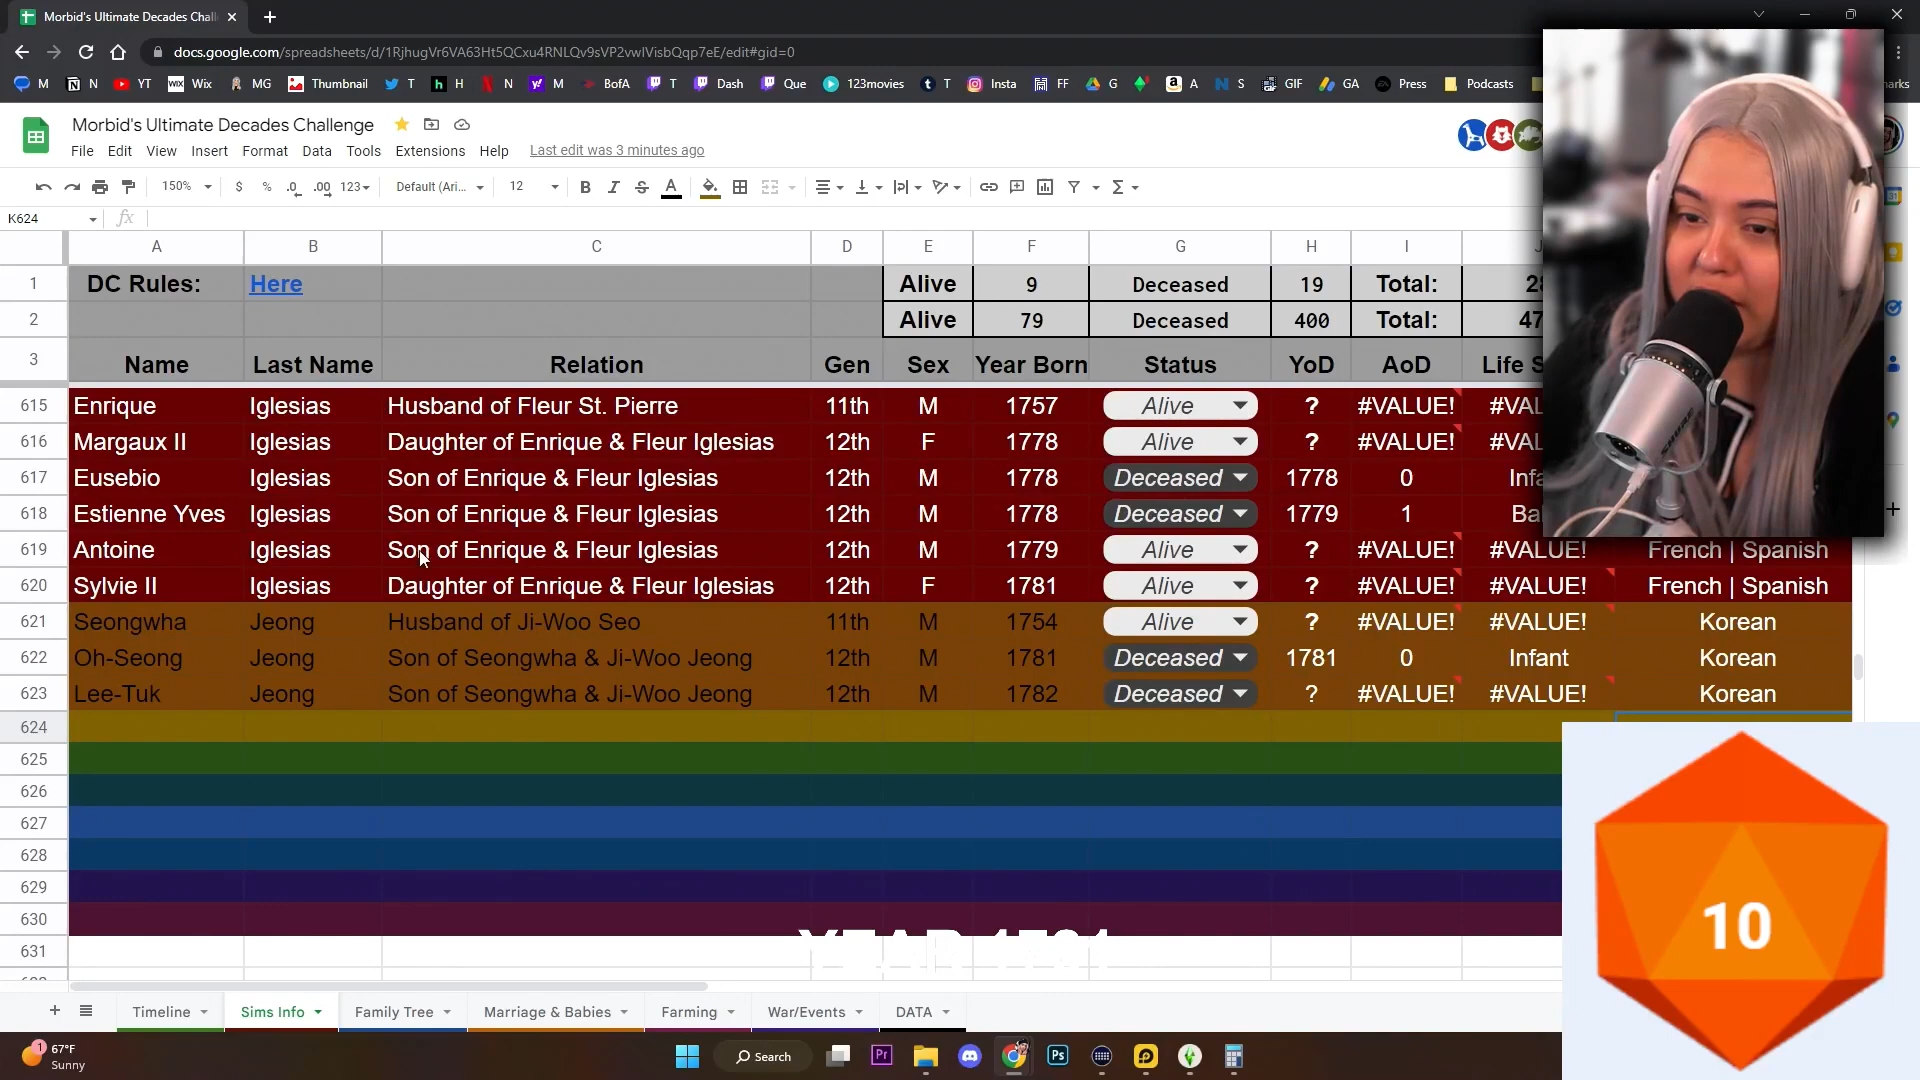 Morbid's Ultimate Decades Chall
docs.google.com/spreadsheets/d/1RjhugVr6VA63Ht5QCxu4RNLQv9sVP2vwlVisbQqp7eE/edit#gid=0
M N YT Wix MG Thumbnail T H N M BofA T Dash Que 123movies T Insta FF G A S GIF GA Press Podcasts arks
Morbid's Ultimate Decades Challenge
File Edit View Insert Format Data Tools Extensions Help Last edit was 3 minutes ago
150% $ % .0 .00 123 Default (Ari... 12 B I S A
K624 fx
A B C D E F G H I J
1 DC Rules: Here Alive 9 Deceased 19 Total:
2 Alive 79 Deceased 400 Total:
3 Name Last Name Relation Gen Sex Year Born Status YoD AoD Life S
615 Enrique Iglesias Husband of Fleur St. Pierre 11th M 1757 Alive ? #VALUE! #VAL
616 Margaux II Iglesias Daughter of Enrique & Fleur Iglesias 12th F 1778 Alive ? #VALUE! #VAL
617 Eusebio Iglesias Son of Enrique & Fleur Iglesias 12th M 1778 Deceased 1778 0 Infa
618 Estienne Yves Iglesias Son of Enrique & Fleur Iglesias 12th M 1778 Deceased 1779 1 Ba
619 Antoine Iglesias Son of Enrique & Fleur Iglesias 12th M 1779 Alive ? #VALUE! #VALUE! French | Spanish
620 Sylvie II Iglesias Daughter of Enrique & Fleur Iglesias 12th F 1781 Alive ? #VALUE! #VALUE! French | Spanish
621 Seongwha Jeong Husband of Ji-Woo Seo 11th M 1754 Alive ? #VALUE! #VALUE! Korean
622 Oh-Seong Jeong Son of Seongwha & Ji-Woo Jeong 12th M 1781 Deceased 1781 0 Infant Korean
623 Lee-Tuk Jeong Son of Seongwha & Ji-Woo Jeong 12th M 1782 Deceased ? #VALUE! #VALUE! Korean
624
625
626
627
628
629
630
631
10
Timeline Sims Info Family Tree Marriage & Babies Farming War/Events DATA
1 67°F
Sunny
Search
Pr
Ps